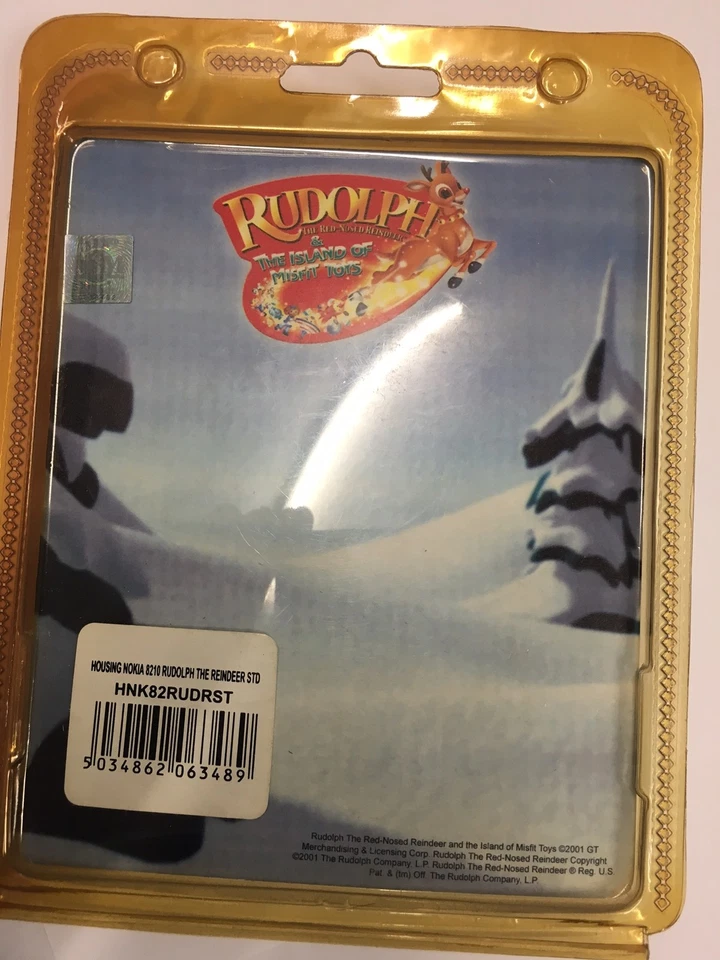 RUDOLPH
THE RED-NOSED REINDEER
&
THE ISLAND OF
MISFIT TOYS
HOUSING NOKIA 8210 RUDOLPH THE REINDEER STD
HNK82RUDRST
5 034862 063489
Rudolph The Red-Nosed Reindeer and the Island of Misfit Toys ©2001 GT
Merchandising & Licensing Corp. Rudolph The Red-Nosed Reindeer Copyright
©2001 The Rudolph Company, L.P. Rudolph The Red-Nosed Reindeer ® Reg. U.S.
Pat. & (tm) Off. The Rudolph Company, L.P.